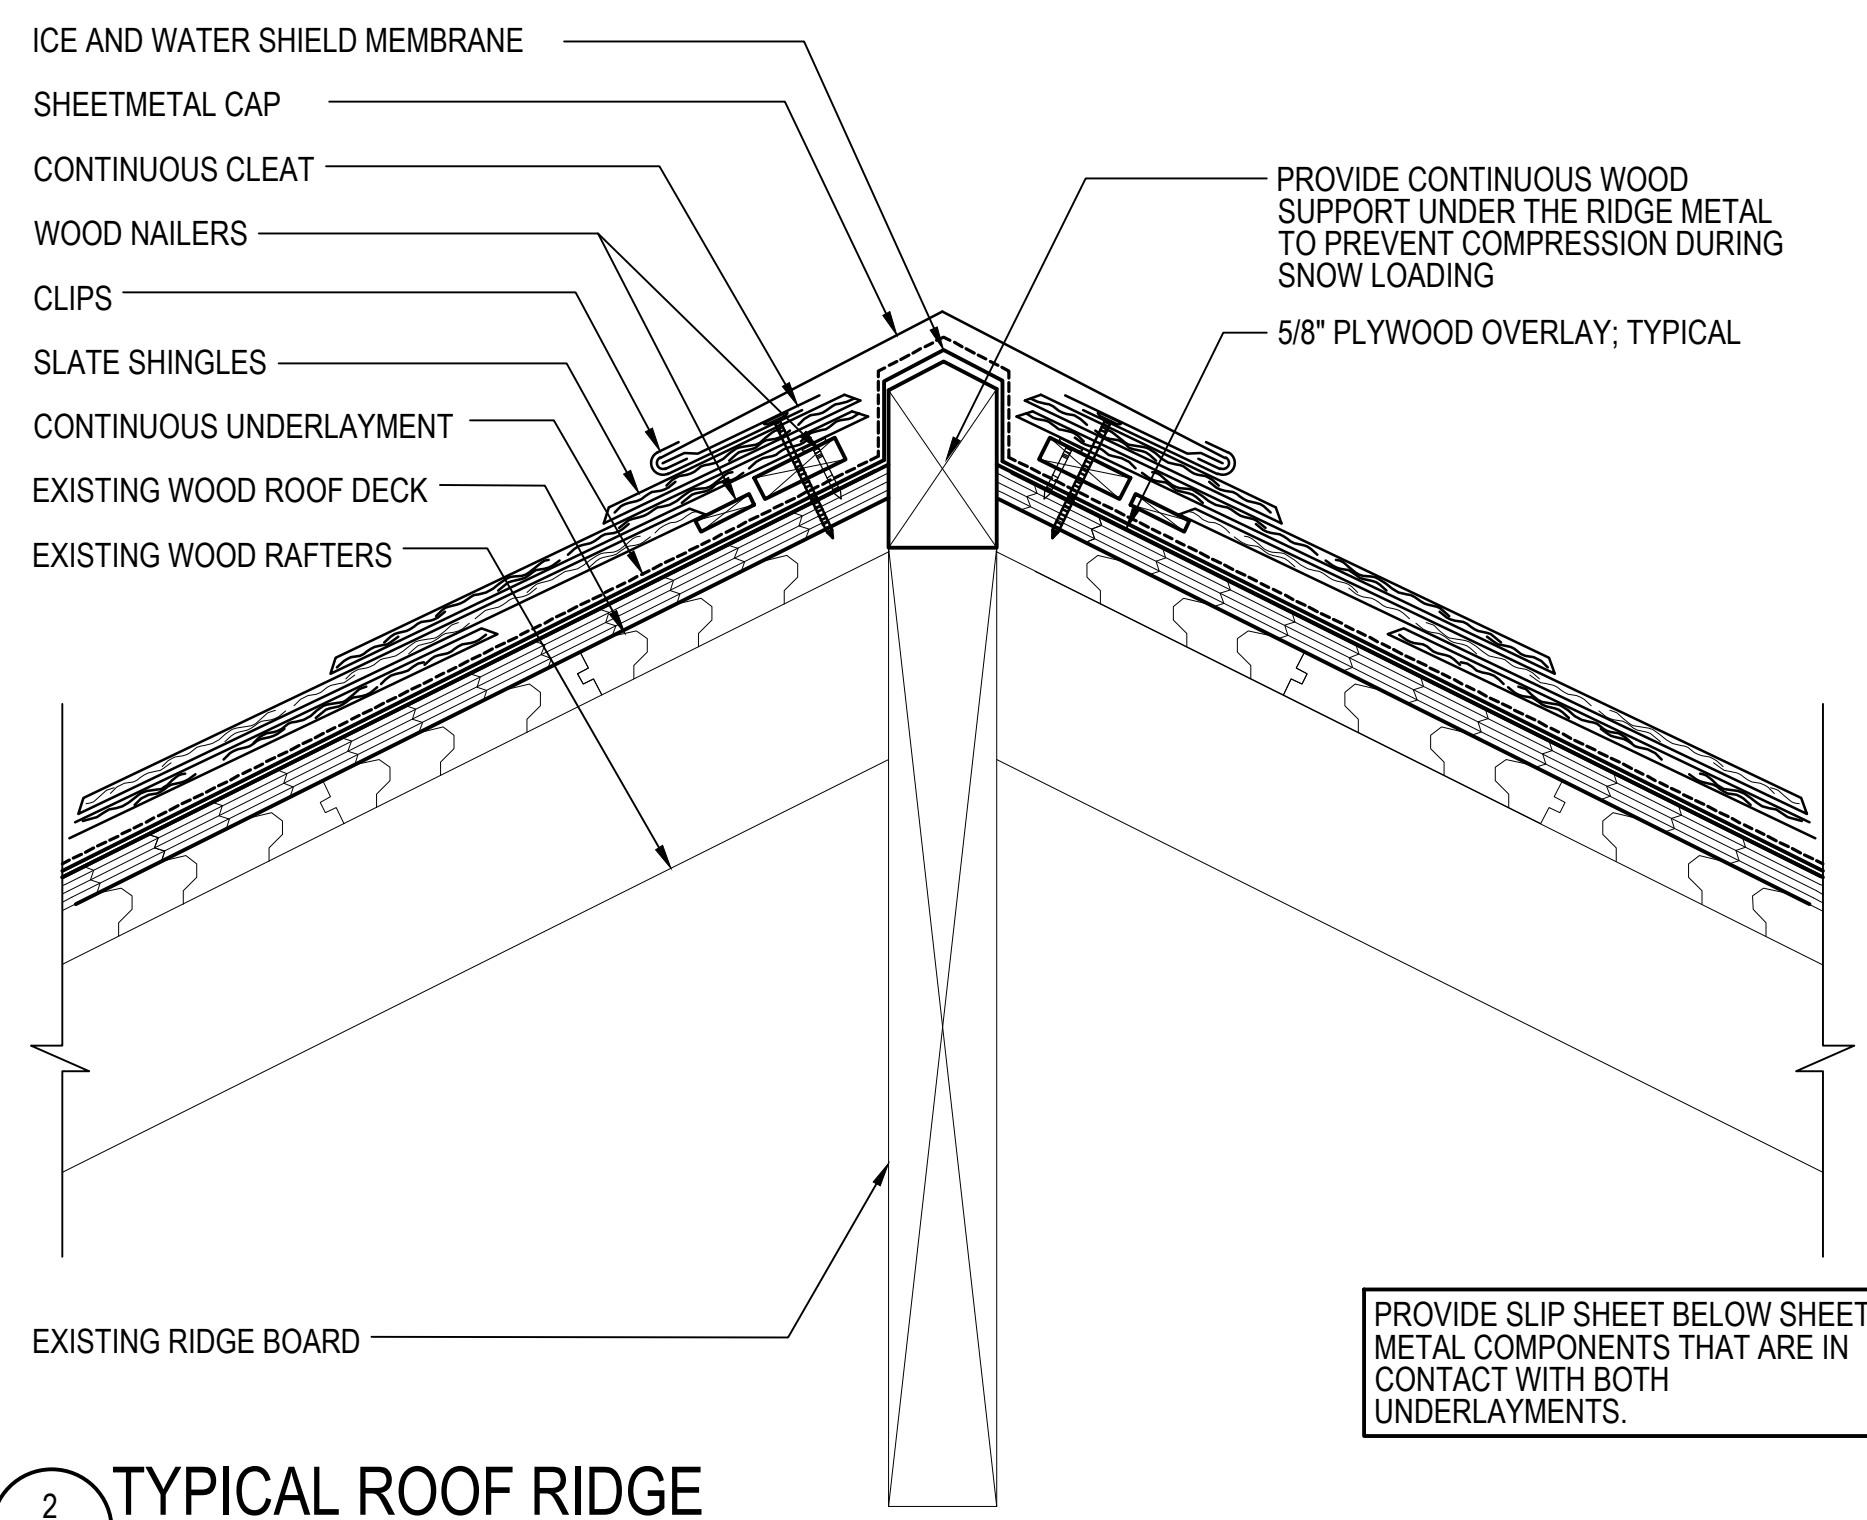 ICE AND WATER SHIELD MEMBRANE
SHEETMETAL CAP
CONTINUOUS CLEAT
WOOD NAILERS
CLIPS
SLATE SHINGLES
CONTINUOUS UNDERLAYMENT
EXISTING WOOD ROOF DECK
EXISTING WOOD RAFTERS
PROVIDE CONTINUOUS WOOD
SUPPORT UNDER THE RIDGE METAL
TO PREVENT COMPRESSION DURING
SNOW LOADING
5/8" PLYWOOD OVERLAY; TYPICAL
EXISTING RIDGE BOARD
PROVIDE SLIP SHEET BELOW SHEET
METAL COMPONENTS THAT ARE IN
CONTACT WITH BOTH
UNDERLAYMENTS.
2
TYPICAL ROOF RIDGE